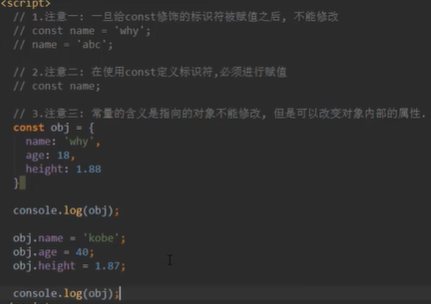 <script>
// 1.注意一: 一旦给const修饰的标识符被赋值之后, 不能修改
// const name = 'why';
// name = 'abc';
// 2.注意二: 在使用const定义标识符,必须进行赋值
// const name;
// 3.注意三: 常量的含义是指向的对象不能修改, 但是可以改变对象内部的属性.
const obj = {
name: 'why',
age: 18,
height: 1.88
}
console.log(obj);
obj.name = 'kobe';
obj.age = 40;
obj.height = 1.87;
console.log(obj);